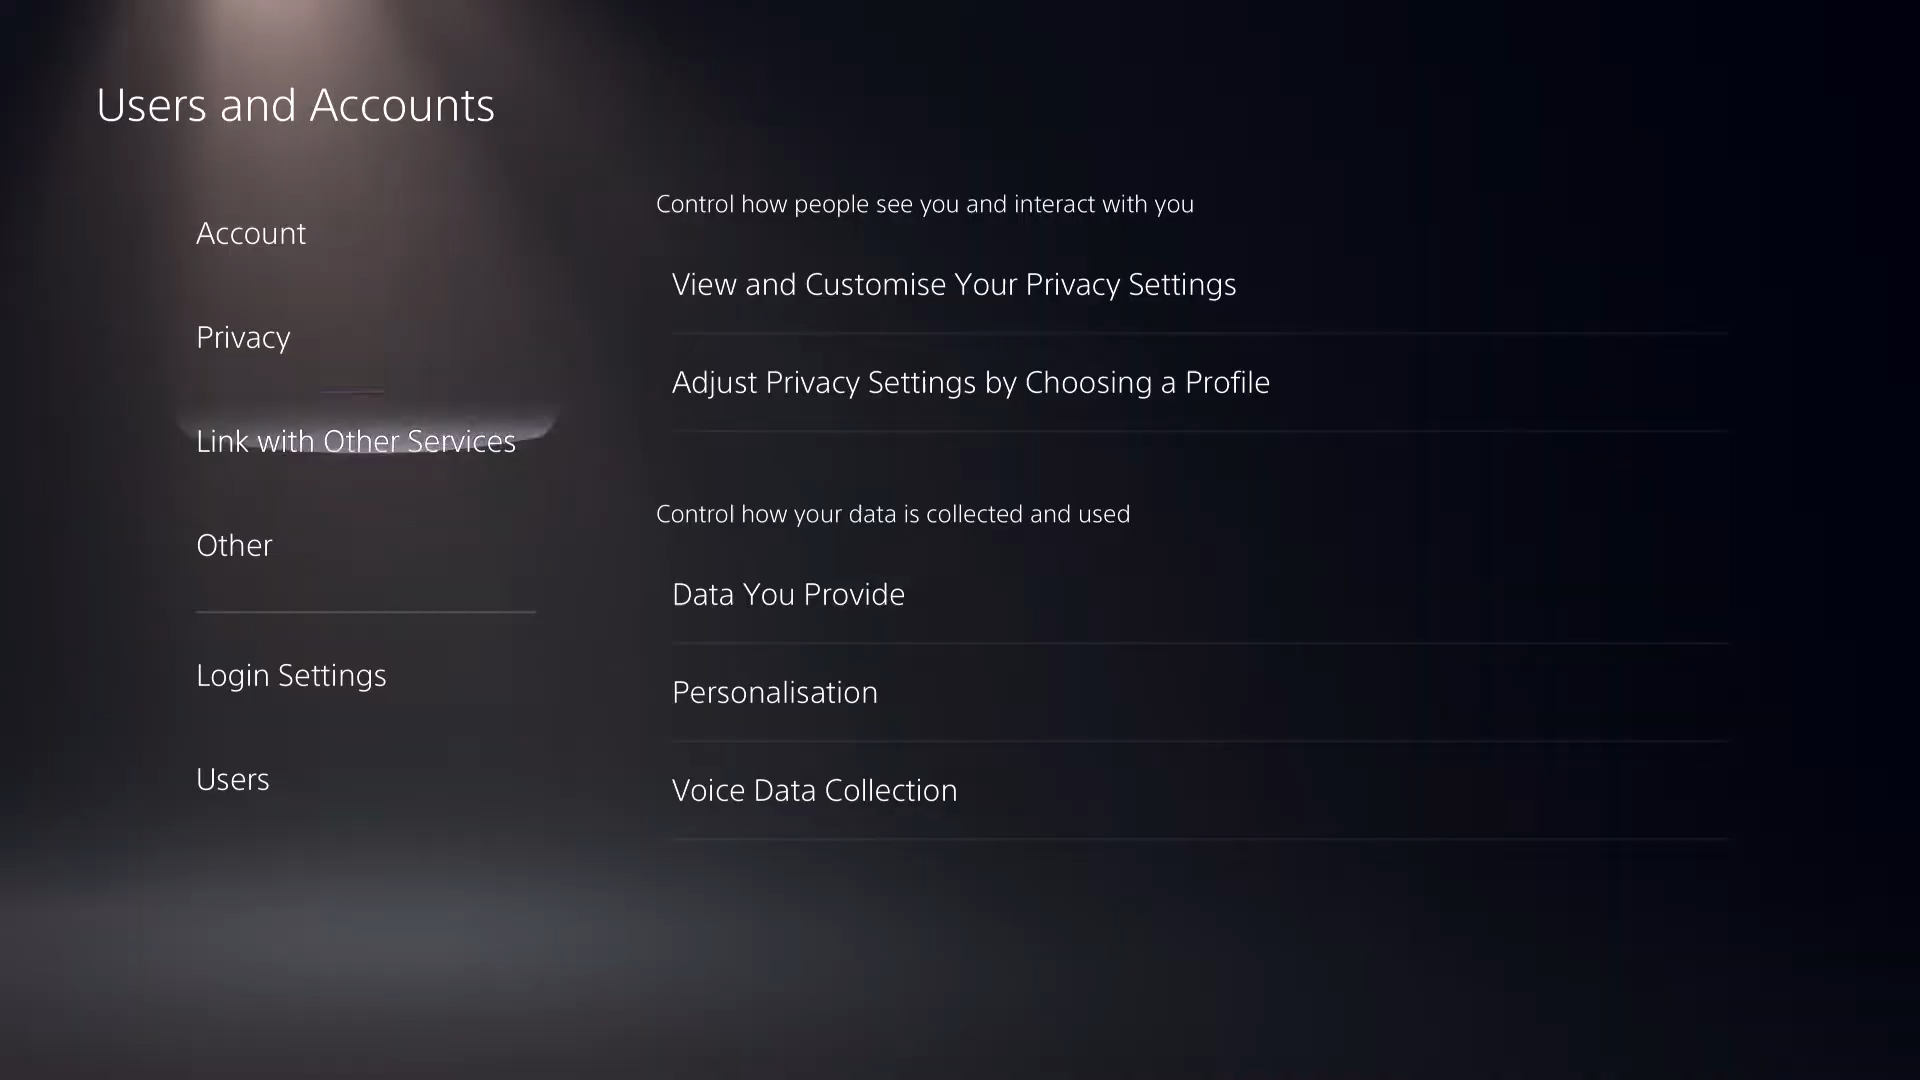 Users and Accounts
Account
Privacy
Link with Other Services
Other
Login Settings
Users
Control how people see you and interact with you
View and Customise Your Privacy Settings
Adjust Privacy Settings by Choosing a Profile
Control how your data is collected and used
Data You Provide
Personalisation
Voice Data Collection